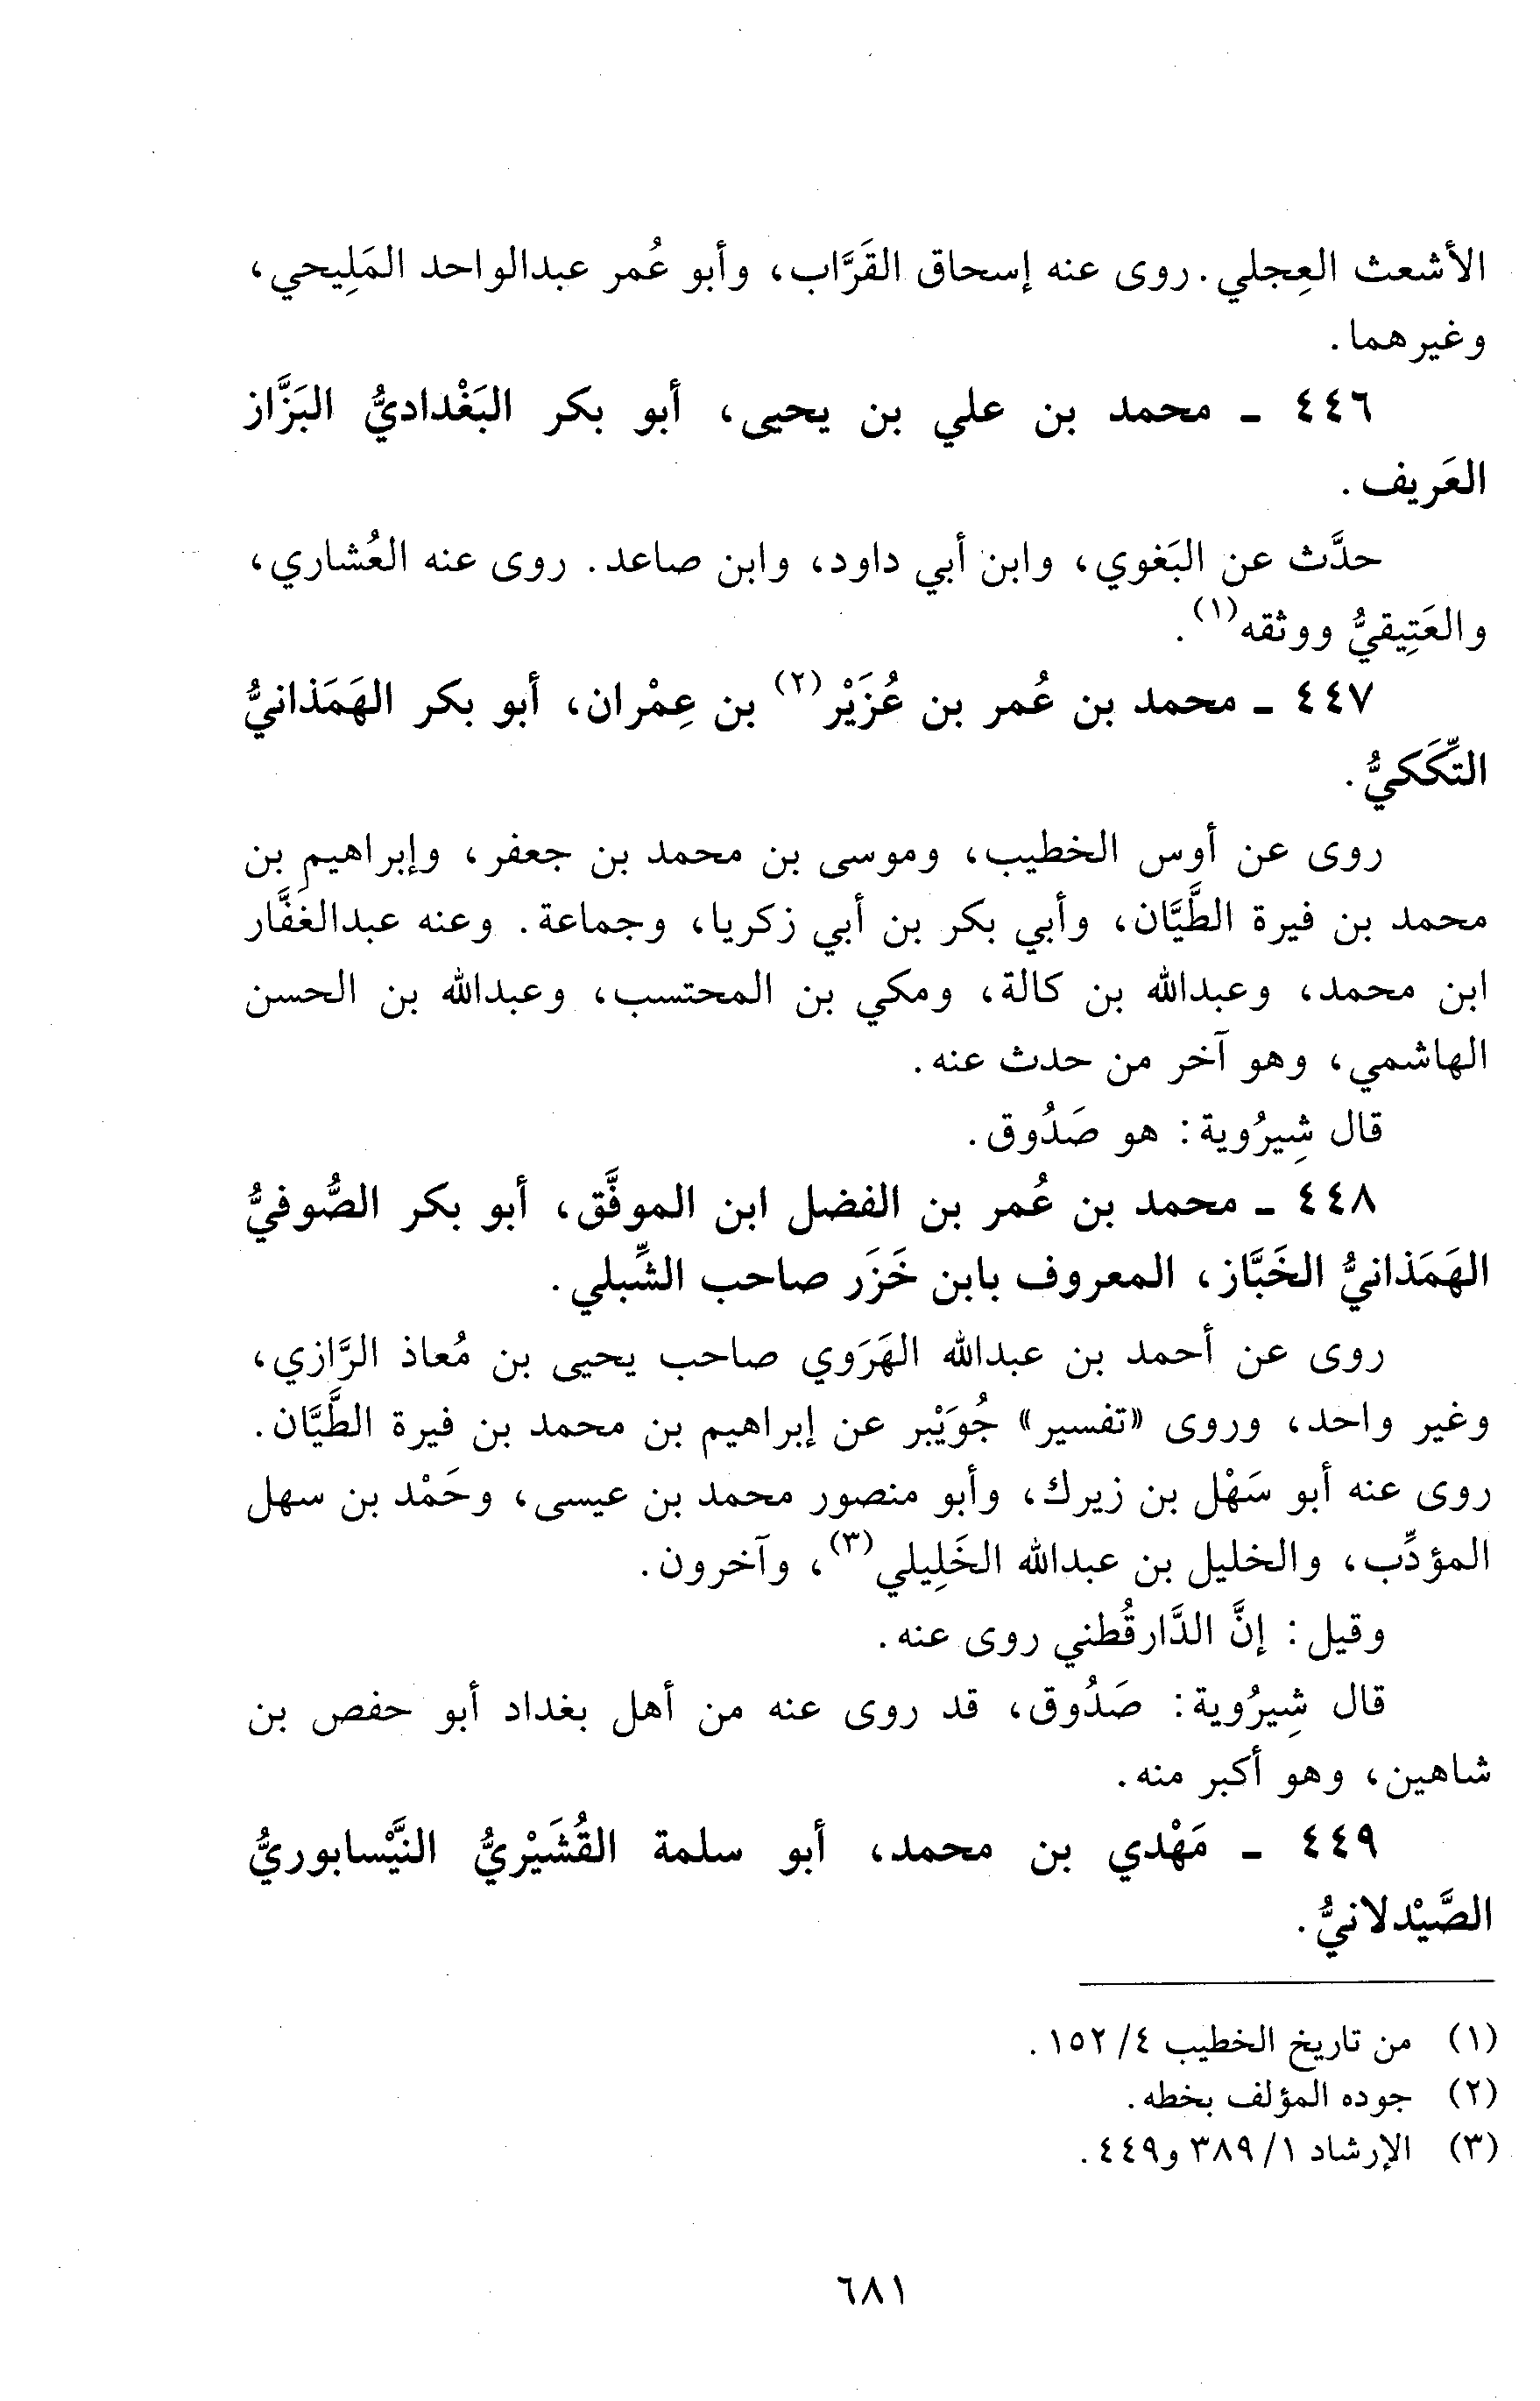 الأشعث العِجلي. روى عنه إسحاق القَرَّاب، وأبو عُمر عبدالواحد المَلِيحي،
وغيرهما.
٤٤٦ ـ محمد بن علي بن يحيى، أبو بكر البَغْداديُّ البَزَّاز
العَريف.
حدَّث عن البَغوي، وابن أبي داود، وابن صاعد. روى عنه العُشاري،
والعَتِيقيُّ ووثقه(١).
٤٤٧ ـ محمد بن عُمر بن عُزَيْر(٢) بن عِمْران، أبو بكر الهَمَذانيُّ
التِّكَكيُّ.
روى عن أوس الخطيب، وموسى بن محمد بن جعفر، وإبراهيم بن
محمد بن فيرة الطَّيَّان، وأبي بكر بن أبي زكريا، وجماعة. وعنه عبدالغفَّار
ابن محمد، وعبدالله بن كالة، ومكي بن المحتسب، وعبدالله بن الحسن
الهاشمي، وهو آخر من حدث عنه.
قال شِيرُوية: هو صَدُوق.
٤٤٨ ـ محمد بن عُمر بن الفضل ابن الموفَّق، أبو بكر الصُّوفيُّ
الهَمَذانيُّ الخَبَّاز، المعروف بابن خَزَر صاحب الشِّبلي.
روى عن أحمد بن عبدالله الهَرَوي صاحب يحيى بن مُعاذ الرَّازي،
وغير واحد، وروى «تفسير» جُوَيْبر عن إبراهيم بن محمد بن فيرة الطَّيَّان.
روى عنه أبو سَهْل بن زيرك، وأبو منصور محمد بن عيسى، وحَمْد بن سهل
المؤدِّب، والخليل بن عبدالله الخَلِيلي(٣)، وآخرون.
وقيل: إنَّ الدَّارقُطني روى عنه.
قال شِيرُوية: صَدُوق، قد روى عنه من أهل بغداد أبو حفص بن
شاهين، وهو أكبر منه.
٤٤٩ ـ مَهْدي بن محمد، أبو سلمة القُشَيْريُّ النَّيْسابوريُّ
الصَّيْدلانيُّ.
(١) من تاريخ الخطيب ٤/ ١٥٢.
(٢) جوده المؤلف بخطه.
(٣) الإرشاد ١/ ٣٨٩ و٤٤٩.
٦٨١